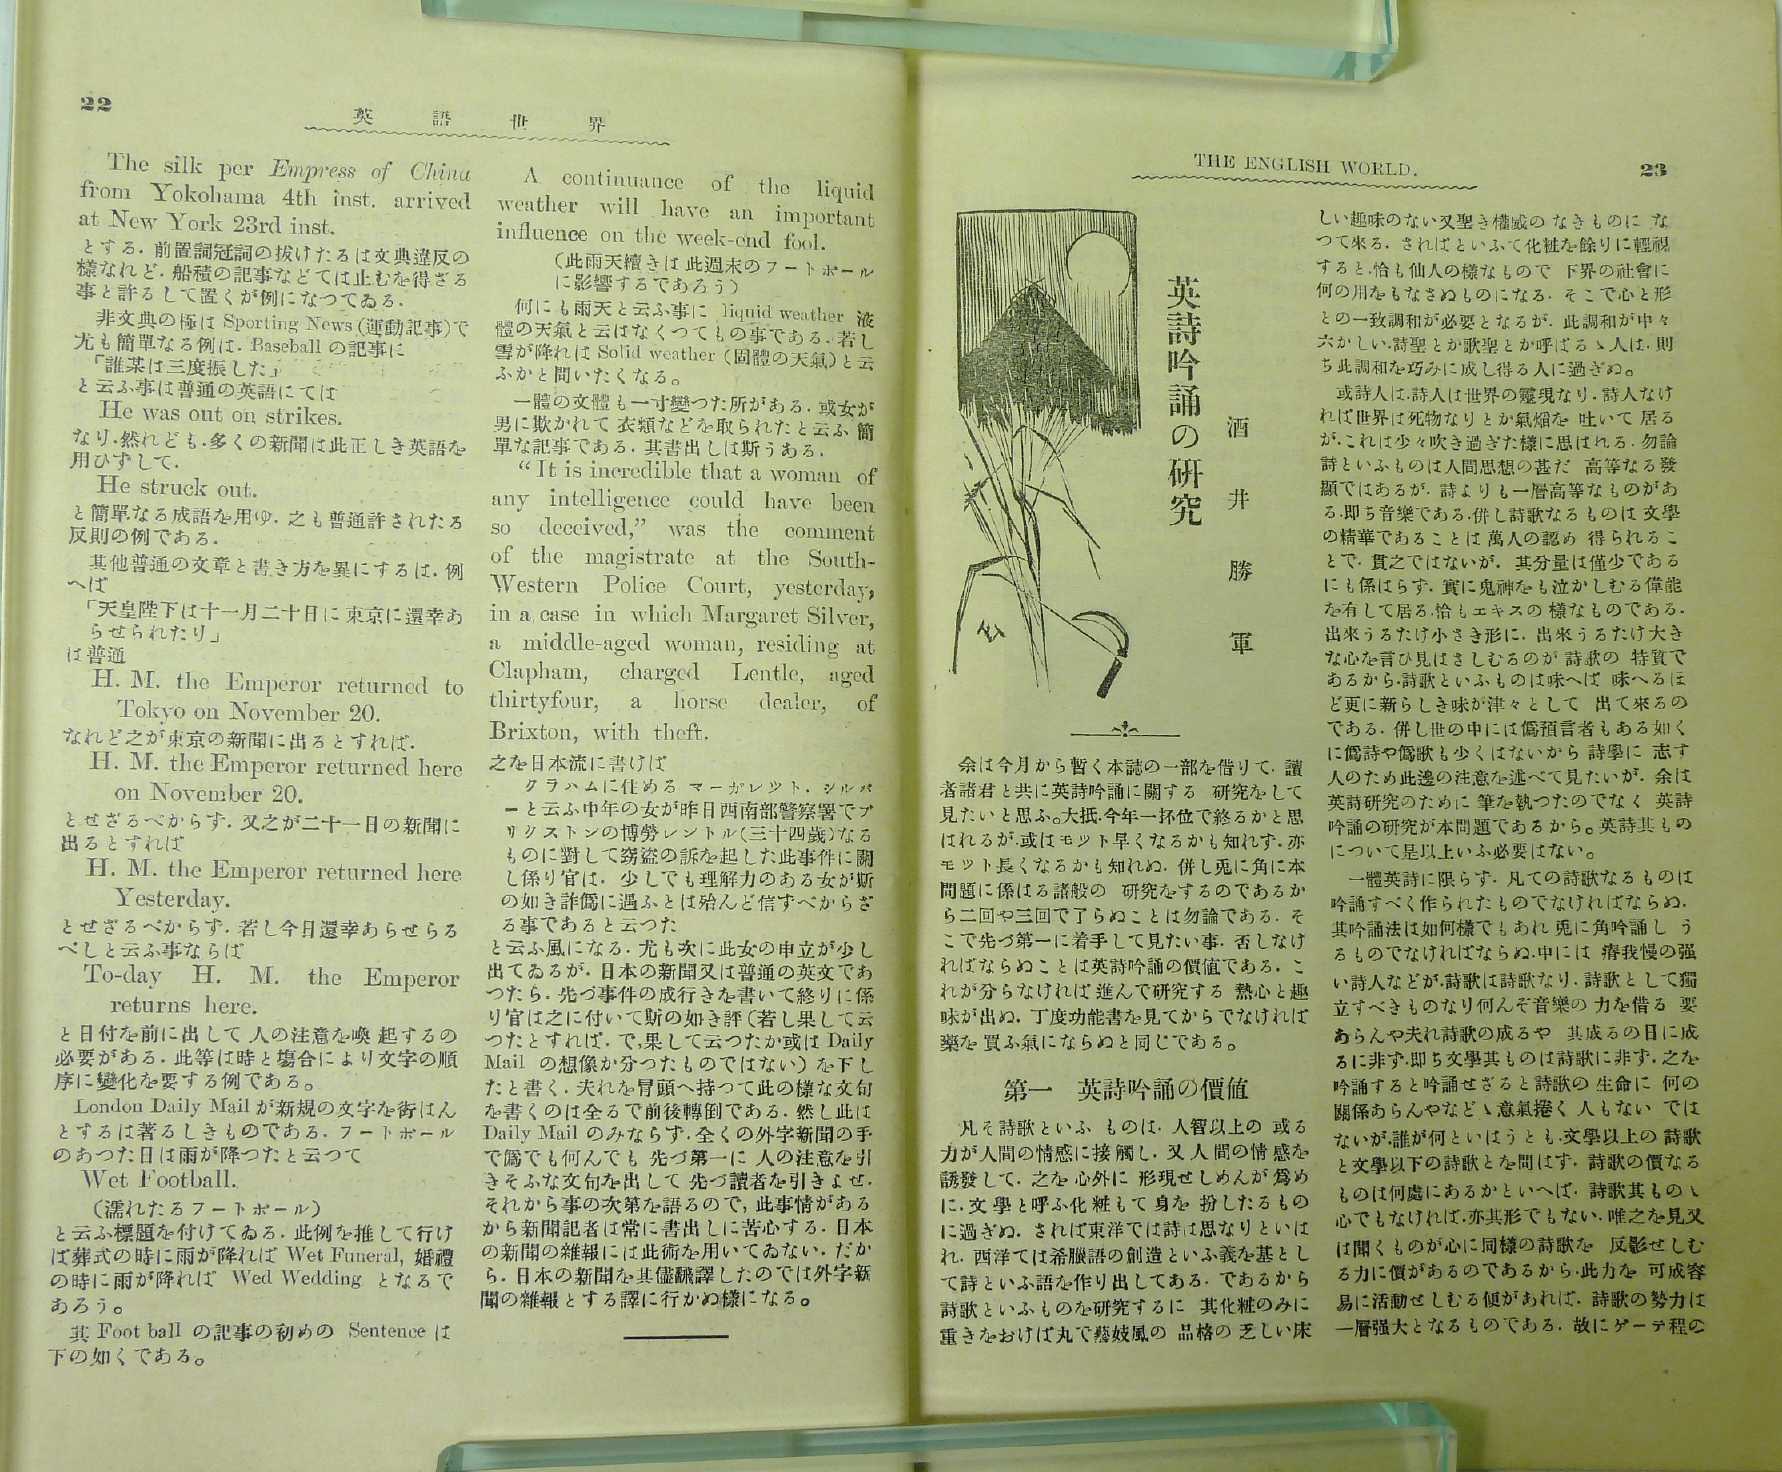 22
英語世界
The silk per Empress of China
from Yokohama 4th inst. arrived
at New York 23rd inst.
とする．前置詞冠詞の拔けたるは文典違反の
樣なれど．船積の記事などでは止むを得ざる
事と許るして置くが例になつてゐる．
非文典の極は Sporting News (運動記事)で
尤も簡單なる例は．Baseball の記事に
「誰某は三度振した」
と云ふ事は普通の英語にては
He was out on strikes.
なり．然れども．多くの新聞は此正しき英語を
用ひずして．
He struck out.
と簡單なる成語を用ゆ．之も普通許されたる
反則の例である．
其他普通の文章と書き方を異にするは．例
へば
「天皇陛下は十一月二十日に東京に還幸あ
らせられたり」
は普通
H. M. the Emperor returned to
Tokyo on November 20.
なれど之が東京の新聞に出るとすれば．
H. M. the Emperor returned here
on November 20.
とせざるべからず．又之が二十一日の新聞に
出るとすれば
H. M. the Emperor returned here
Yesterday.
とせざるべからず．若し今日還幸あらせらる
べしと云ふ事ならば
To-day H. M. the Emperor
returns here.
と日付を前に出して人の注意を喚起するの
必要がある．此等は時と塲合により文字の順
序に變化を要する例である。
London Daily Mail が新規の文字を衒はん
とするは著るしきものである．フートボール
のあつた日は雨が降つたと云つて
Wet Football.
(濡れたるフートボール)
と云ふ標題を付けてゐる．此例を推して行け
ば葬式の時に雨が降れば Wet Funeral, 婚禮
の時に雨が降れば Wed Wedding となるで
あろう。
其 Foot ball の記事の初めの Sentence は
下の如くである。
A continuance of the liquid
weather will have an important
influence on the week-end fool.
(此雨天續きは此週末のフートボール
に影響するであろう)
何にも雨天と云ふ事に liquid weather 液
體の天氣と云はなくつてもの事である．若し
雪が降れば Solid weather (固體の天氣)と云
ふかと問いたくなる。
一體の文體も一寸變つた所がある．或女が
男に欺かれて衣類などを取られたと云ふ簡
單な記事である．其書出しは斯うある．
“It is incredible that a woman of
any intelligence could have been
so deceived,” was the comment
of the magistrate at the South-
Western Police Court, yesterday,
in a case in which Margaret Silver,
a middle-aged woman, residing at
Clapham, charged Lentle, aged
thirtyfour, a horse dealer, of
Brixton, with theft.
之を日本流に書けば
クラハムに住める マーガレツト．シルバ
ーと云ふ中年の女が昨日西南部警察署でブ
リクストンの博勞レントル(三十四歲)なる
ものに對して窃盗の訴を起した此事件に關
し係り官は．少しでも理解力のある女が斯
の如き詐僞に遇ふとは殆んど信ずべからざ
る事であると云つた
と云ふ風になる．尤も次に此女の申立が少し
出てゐるが．日本の新聞又は普通の英文であ
つたら．先づ事件の成行きを書いて終りに係
り官は之に付いて斯の如き評(若し果して云
つたとすれば．で,果して云つたか或は Daily
Mail の想像か分つたものではない)を下し
たと書く．夫れを冐頭へ持つて此の樣な文句
を書くのは全るで前後轉倒である．然し此は
Daily Mail のみならず．全くの外字新聞の手
で僞でも何んでも先づ第一に人の注意を引
きそふな文句を出して先づ讀者を引きよせ．
それから事の次第を語るので，此事情がある
から新聞記者は常に書出しに苦心する．日本
の新聞の雜報には此術を用いてゐない．だか
ら．日本の新聞を其儘飜譯したのでは外字新
聞の雜報とする譯に行かぬ樣になる。
THE ENGLISH WORLD.
23
英詩吟誦の研究
酒井勝軍
余は今月から暫く本誌の一部を借りて．讀
者諸君と共に英詩吟誦に關する 研究をして
見たいと思ふ。大抵．今年一抔位で終るかと思
ばれるが．或はモツト早くなるかも知れず．亦
モツト長くなるかも知れぬ．併し兎に角に本
問題に係はる諸般の 研究をするのであるか
ら二回や三回で了らぬことは勿論である．そ
こで先づ第一に着手して見たい事．否しなけ
ればならぬことは英詩吟誦の價値である．こ
れが分らなければ進んで研究する 熱心と趣
味が出ぬ．丁度功能書を見てからでなければ
藥を買ふ氣にならぬと同じである。
第一 英詩吟誦の價値
凡そ詩歌といふ ものは．人智以上の 或る
力が人間の情感に接觸し．又人間の情感を
誘發して．之を心外に形現せしめんが爲め
に．文學と呼ふ化粧もて身を 扮したるもの
に過ぎぬ．されば東洋では詩は思なりといは
れ．西洋ては希臘語の創造といふ義を基とし
て詩といふ語を作り出してある．であるから
詩歌といふものを研究するに 其化粧のみに
重きをおけば丸で藝妓風の 品格の乏しい床
しい趣味のない又聖き權威のなきものにな
つて來る．さればといふて化粧を餘りに輕視
すると．恰も仙人の樣なもので 下界の社會に
何の用をもなさぬものになる．そこで心と形
との一致調和が必要となるが．此調和が中々
六かしい．詩聖とか歌聖とか呼ばるゝ人は．則
ち此調和を巧みに成し得る人に過ぎぬ。
或詩人は．詩人は世界の靈現なり．詩人なけ
れば世界は死物なりとか氣焔を 吐いて居る
が．これは少々吹き過ぎた樣に思はれる．勿論
詩といふものは人間思想の甚だ 高等なる發
顯ではあるが．詩よりも一層高等なものがあ
る．即ち音樂である．併し詩歌なるものは文學
の精華であることは萬人の認め得られるこ
とで．貫之ではないが．其分量は僅少である
にも係はらず．實に鬼神をも泣かしむる偉能
を有して居る．恰もエキスの樣なものである．
出來うるたけ小さき形に．出來うるたけ大き
な心を言ひ見はさしむるのが詩歌の 特質で
あるから．詩歌といふものは味へば 味へるほ
ど更に新らしき味が津々として 出て來るの
である．併し世の中には僞預言者もある如く
に僞詩や僞歌も少くはないから詩學に 志す
人のため此邊の注意を述べて見たいが．余は
英詩研究のために筆を執つたのでなく 英詩
吟誦の研究が本問題であるから。英詩其もの
について是以上いふ必要はない。
一體英詩に限らず．凡ての詩歌なるものは
吟誦すべく作られたものでなければならぬ．
其吟誦法は如何樣でもあれ兎に角吟誦し う
るものでなければならぬ．中には 瘠我慢の强
い詩人などが．詩歌は詩歌なり．詩歌として獨
立すべきものなり何んぞ音樂の 力を借る 要
あらんや夫れ詩歌の成るや 其成るの日に成
るに非ず．即ち文學其ものは詩歌に非ず．之を
吟誦すると吟誦せざると詩歌の生命に 何の
關係あらんやなどゝ意氣捲く 人もない では
ないが．誰が何といはうとも．文學以上の詩歌
と文學以下の詩歌とを問はず．詩歌の價なる
ものは何處にあるかといへば．詩歌其ものゝ
心でもなければ．亦其形でもない．唯之を見又
は聞くものが心に同樣の詩歌を 反影せしむ
る力に價があるのであるから．此力を 可成容
易に活動せしむる便があれば．詩歌の勢力は
一層强大となるものである．故にゲーテ程の